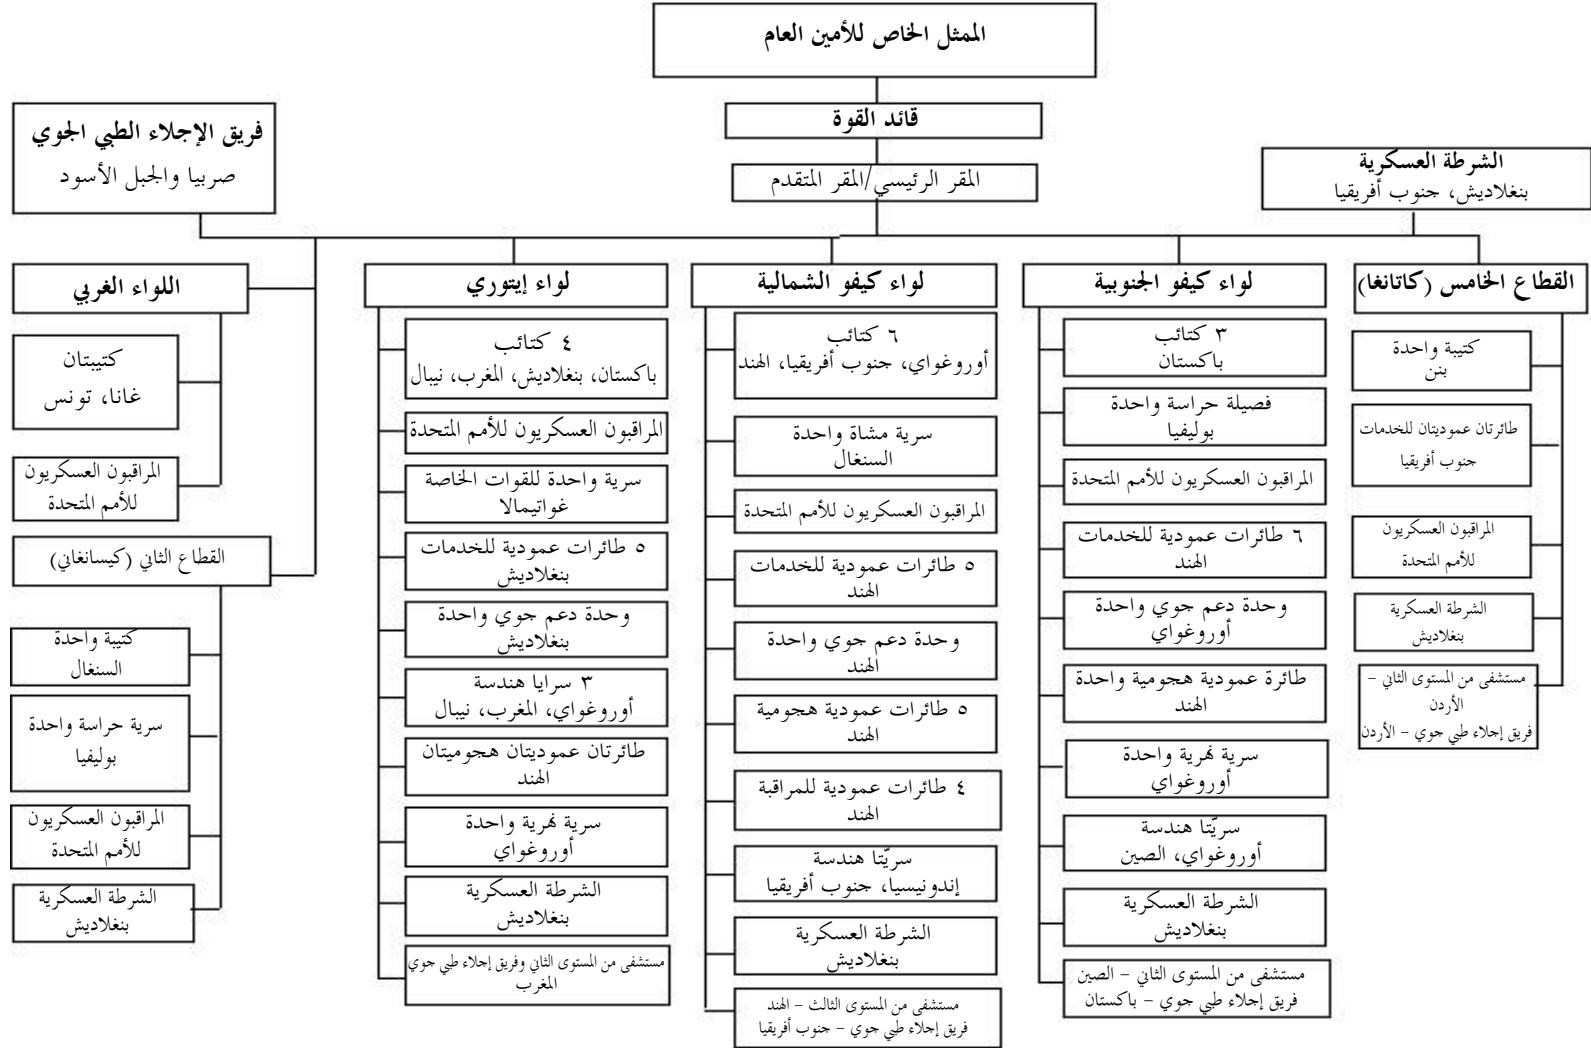 الممثل الخاص للأمين العام
قائد القوة
المقر الرئيسي/المقر المتقدم
الشرطة العسكرية
بنغلاديش، جنوب أفريقيا
فريق الإجلاء الطبي الجوي
صربيا والجبل الأسود
القطاع الخامس (كاتانغا)
كتيبة واحدة
بنن
طائرتان عموديتان للخدمات
جنوب أفريقيا
المراقبون العسكريون
للأمم المتحدة
الشرطة العسكرية
بنغلاديش
مستشفى من المستوى الثاني –
الأردن
فريق إجلاء طبي جوي – الأردن
لواء كيفو الجنوبية
٣ كتائب
باكستان
فصيلة حراسة واحدة
بوليفيا
المراقبون العسكريون للأمم المتحدة
٦ طائرات عمودية للخدمات
الهند
وحدة دعم جوي واحدة
أوروغواي
طائرة عمودية هجومية واحدة
الهند
سرية نهرية واحدة
أوروغواي
سريّتا هندسة
أوروغواي، الصين
الشرطة العسكرية
بنغلاديش
مستشفى من المستوى الثاني – الصين
فريق إجلاء طبي جوي – باكستان
لواء كيفو الشمالية
٦ كتائب
أوروغواي، جنوب أفريقيا، الهند
سرية مشاة واحدة
السنغال
المراقبون العسكريون للأمم المتحدة
٥ طائرات عمودية للخدمات
الهند
وحدة دعم جوي واحدة
الهند
٥ طائرات عمودية هجومية
الهند
٤ طائرات عمودية للمراقبة
الهند
سريّتا هندسة
إندونيسيا، جنوب أفريقيا
الشرطة العسكرية
بنغلاديش
مستشفى من المستوى الثالث – الهند
فريق إجلاء طبي جوي – جنوب أفريقيا
لواء إيتوري
٤ كتائب
باكستان، بنغلاديش، المغرب، نيبال
المراقبون العسكريون للأمم المتحدة
سرية واحدة للقوات الخاصة
غواتيمالا
٥ طائرات عمودية للخدمات
بنغلاديش
وحدة دعم جوي واحدة
بنغلاديش
٣ سرايا هندسة
أوروغواي، المغرب، نيبال
طائرتان عموديتان هجوميتان
الهند
سرية نهرية واحدة
أوروغواي
الشرطة العسكرية
بنغلاديش
مستشفى من المستوى الثاني وفريق إجلاء طبي جوي
المغرب
اللواء الغربي
كتيبتان
غانا، تونس
المراقبون العسكريون
للأمم المتحدة
القطاع الثاني (كيسانغاني)
كتيبة واحدة
السنغال
سرية حراسة واحدة
بوليفيا
المراقبون العسكريون
للأمم المتحدة
الشرطة العسكرية
بنغلاديش